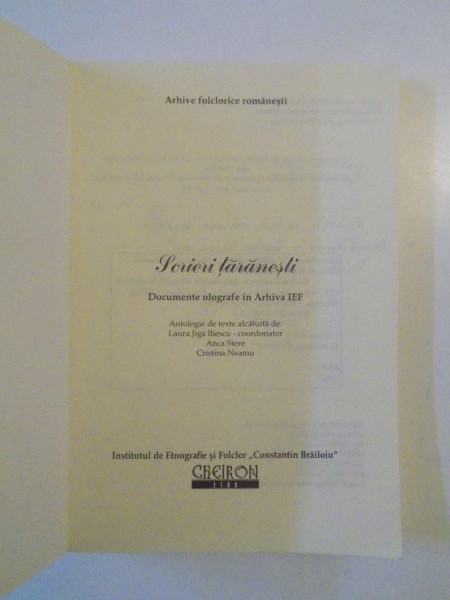 Arhive folclorice românești
Scrieri țărănești
Documente olografe în Arhiva IEF
Antologie de texte alcătuită de:
Laura Jiga Iliescu - coordonator
Anca Stere
Cristina Neamu
Institutul de Etnografie și Folclor „Constantin Brăiloiu“
CHEIRON